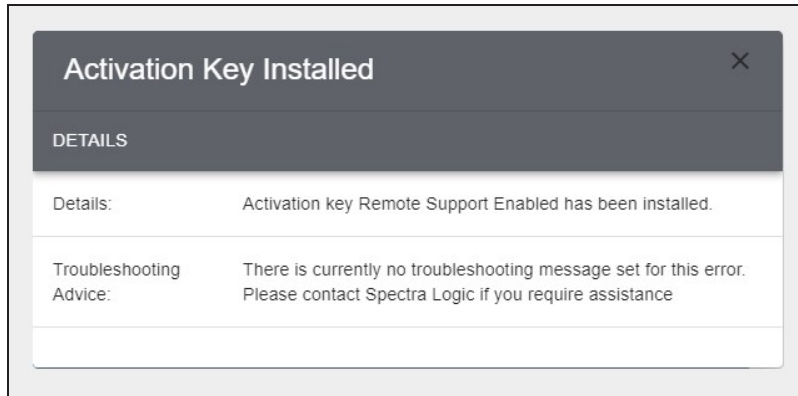 Activation Key Installed
DETAILS
Details: Activation key Remote Support Enabled has been installed.
Troubleshooting Advice: There is currently no troubleshooting message set for this error.
Please contact Spectra Logic if you require assistance